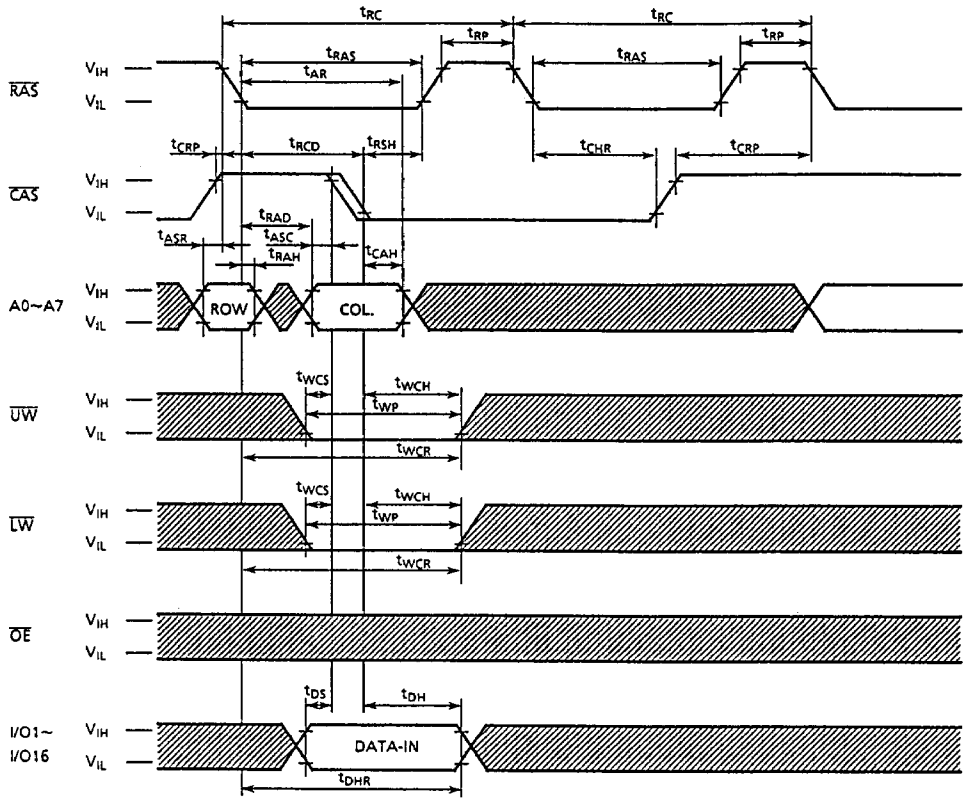 tRC tRC
tRP tRP
tRAS tRAS
tAR
RAS VIH
VIL
tCRP tRCD tRSH tCHR tCRP
CAS VIH
VIL
tRAD
tASR tASC
tRAH tCAH
A0~A7 VIH
ROW COL.
VIL
tWCS tWCH
UW VIH
tWP
VIL
tWCR
tWCS tWCH
LW VIH
tWP
VIL
tWCR
OE VIH
VIL
tDS tDH
I/O1~ VIH
DATA-IN
I/O16 VIL
tDHR